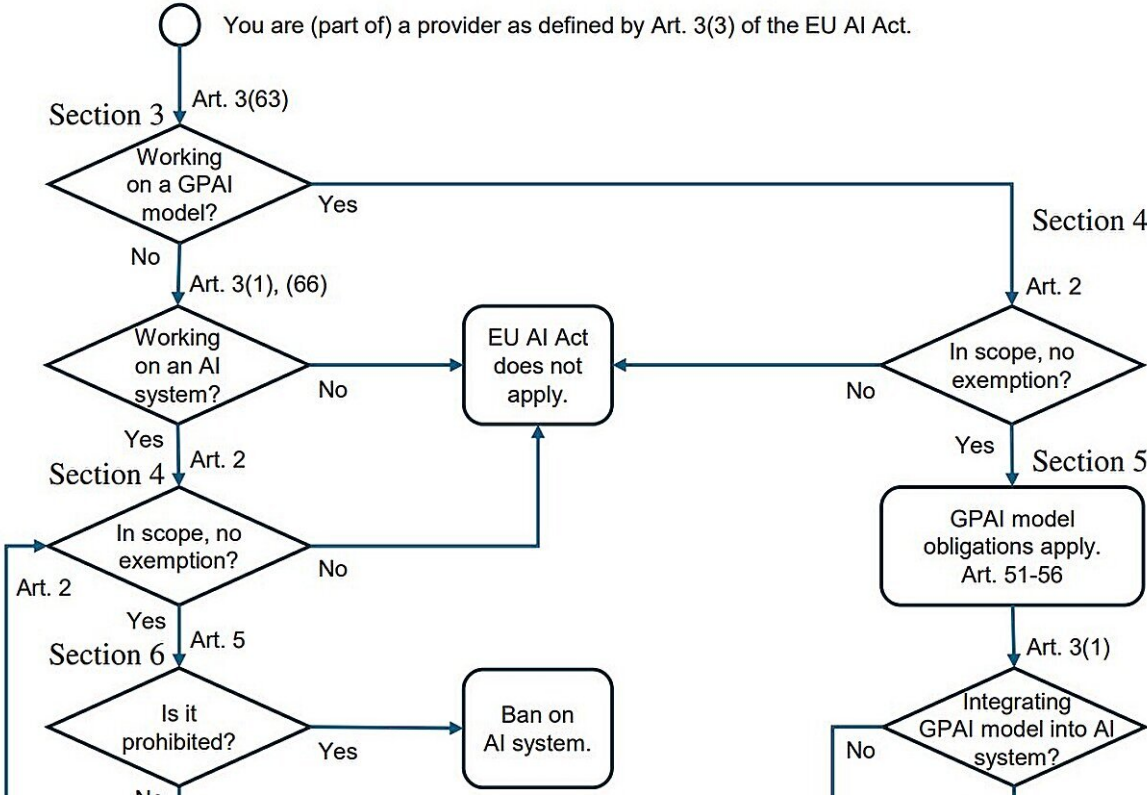 You are (part of) a provider as defined by Art. 3(3) of the EU AI Act.
Art. 3(63)
Section 3
Working
on a GPAI
model?
Yes
No
Section 4
Art. 3(1), (66)
Art. 2
Working
on an AI
system?
No
EU AI Act
does not
apply.
In scope, no
exemption?
No
Yes
Art. 2
Section 4
Yes
Section 5
In scope, no
exemption?
No
GPAI model
obligations apply.
Art. 51-56
Art. 2
Yes
Art. 5
Section 6
Art. 3(1)
Is it
prohibited?
Yes
Ban on
AI system.
Integrating
GPAI model into AI
system?
No
No